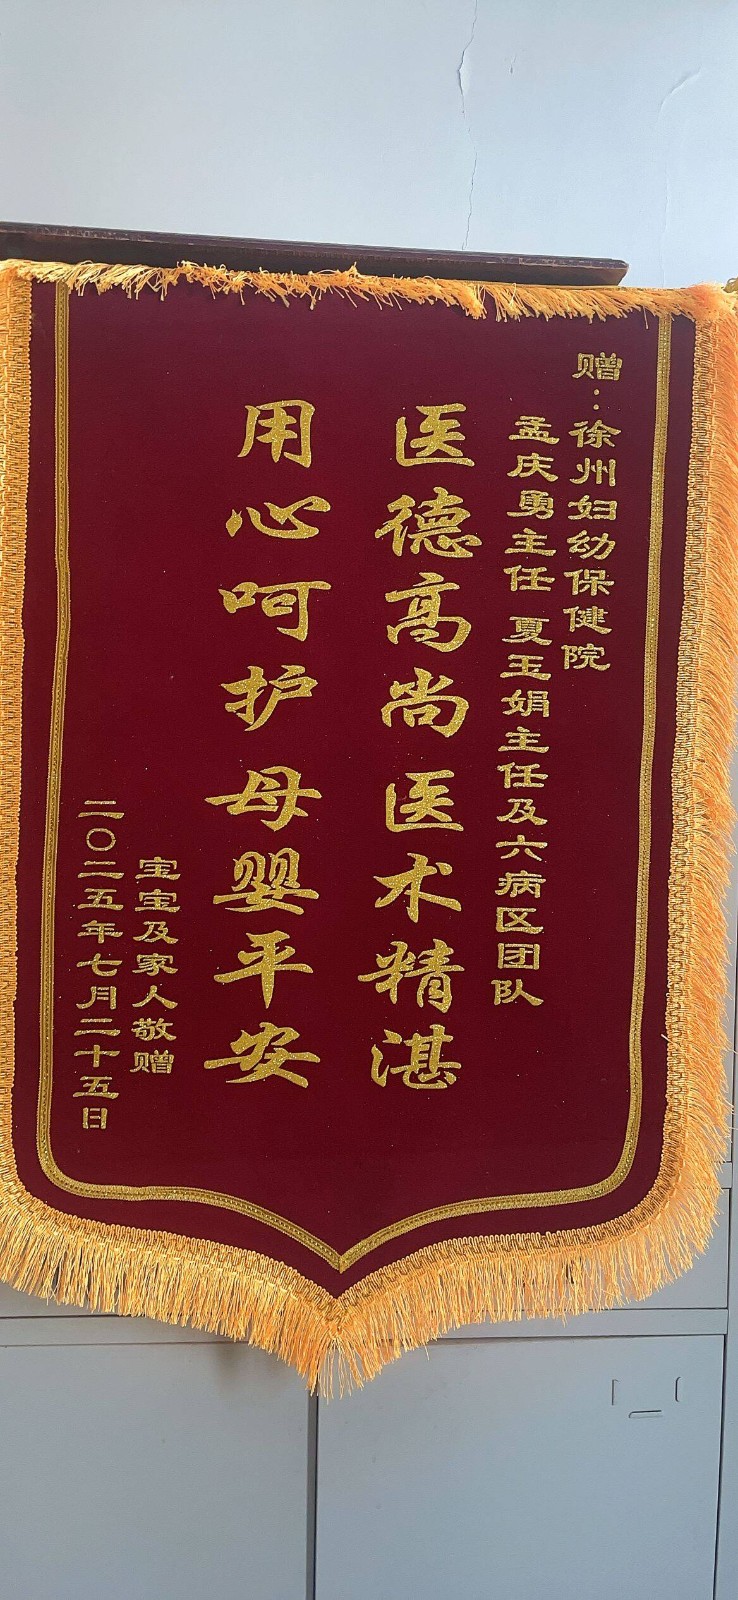 赠：徐州妇幼保健院
孟庆勇主任 夏玉娟主任及六病区团队
医德高尚 医术精湛
用心呵护 母婴平安
宝宝及家人敬赠
二〇二五年七月二十五日